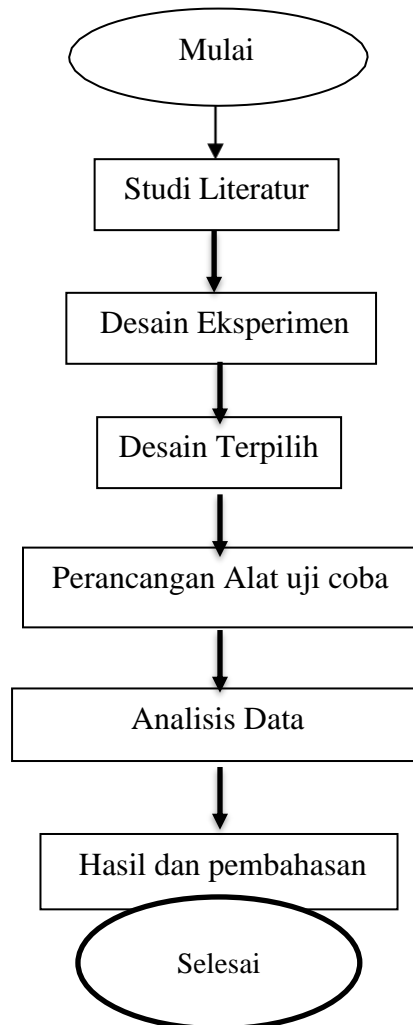 Mulai
Studi Literatur
Desain Eksperimen
Desain Terpilih
Perancangan Alat uji coba
Analisis Data
Hasil dan pembahasan
Selesai